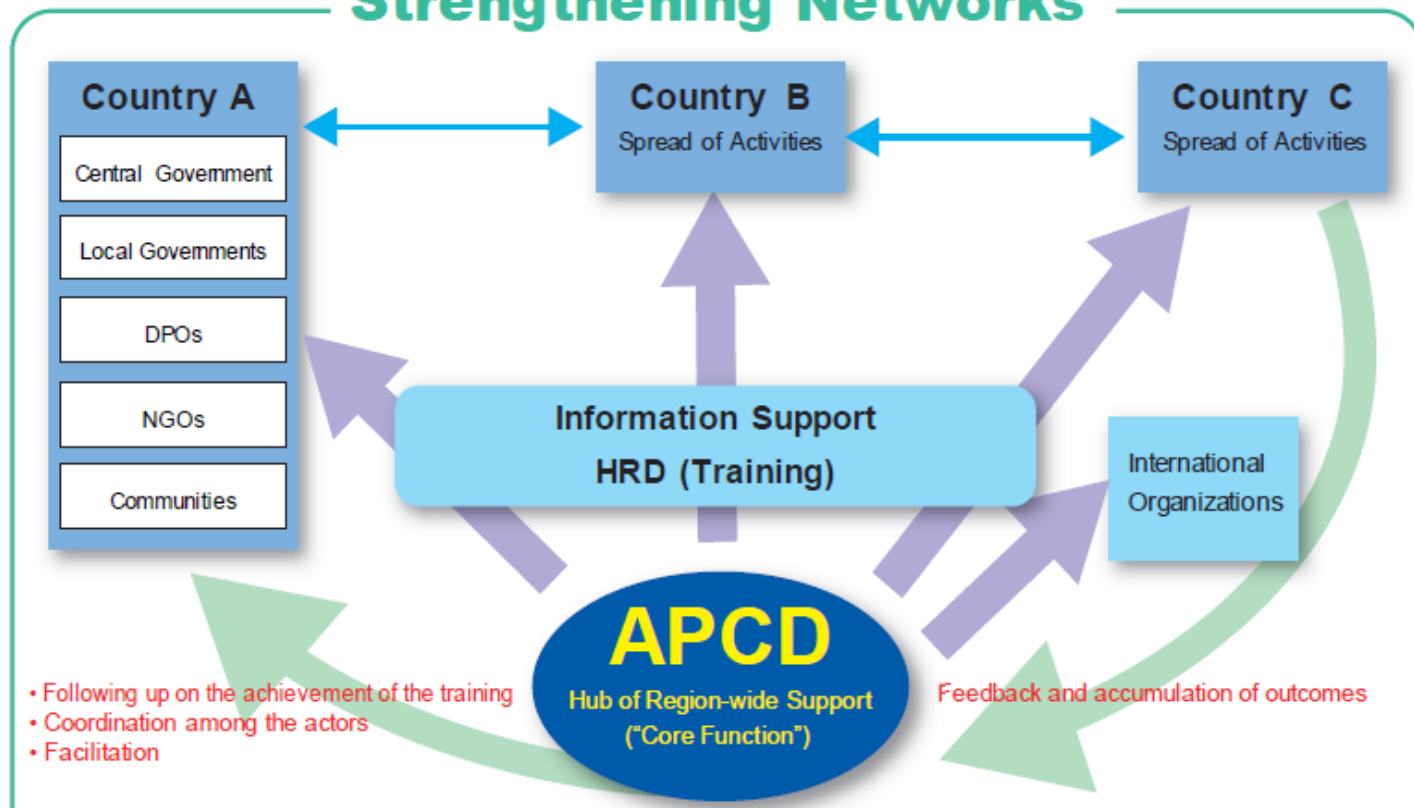 Strengthening Networks
Country A
Central Government
Local Governments
DPOs
NGOs
Communities
Country B
Spread of Activities
Country C
Spread of Activities
Information Support
HRD (Training)
International
Organizations
APCD
Hub of Region-wide Support
("Core Function")
• Following up on the achievement of the training
• Coordination among the actors
• Facilitation
Feedback and accumulation of outcomes